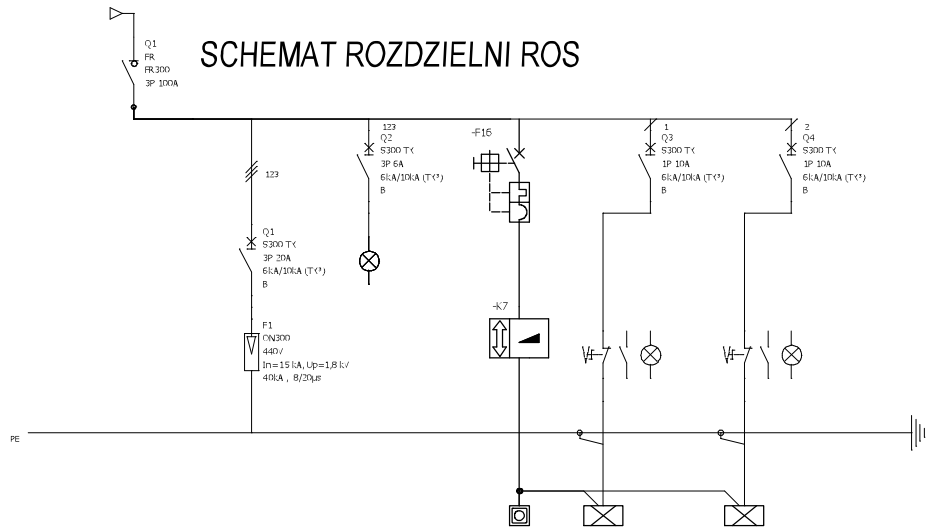 SCHEMAT ROZDZIELNI ROS
Q1
FR
FR300
3P 100A
123
Q1
S300 T<
3P 20A
6kA/10kA (T<³)
B
F1
ON300
440V
In=15 kA, Up=1,8 kV
40kA , 8/20µs
123
Q2
S300 T<
3P 6A
6kA/10kA (T<³)
B
-F16
-K7
1
Q3
S300 T<
1P 10A
6kA/10kA (T<³)
B
2
Q4
S300 T<
1P 10A
6kA/10kA (T<³)
B
PE